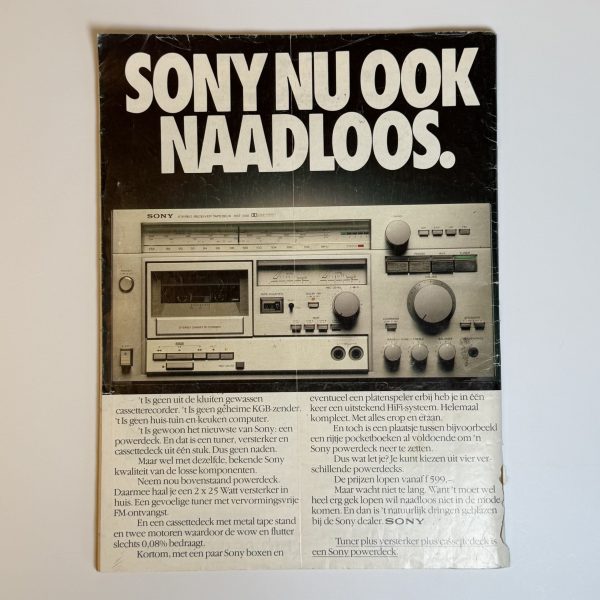 SONY NU OOK
NAADLOOS.
SONY
't Is geen uit de kluiten gewassen
cassetterecorder. 't Is geen geheime KGB-zender.
't Is geen huis-tuin-en-keuken computer.
't Is gewoon het nieuwste van Sony: een
powerdeck. En dat is een tuner, versterker en
cassettedeck uit één stuk. Dus geen naden.
Maar wel met dezelfde, bekende Sony
kwaliteit van de losse komponenten.
Neem nou bovenstaand powerdeck.
Daarmee haal je een 2 x 25 Watt versterker in
huis. Een gevoelige tuner met vervormingsvrije
FM-ontvangst.
En een cassettedeck met metal tape stand
en twee motoren waardoor de wow en flutter
slechts 0,08% bedraagt.
Kortom, met een paar Sony boxen en
eventueel een platenspeler erbij heb je in één
keer een uitstekend HiFi-systeem. Helemaal
kompleet. Met alles erop en eraan.
En toch is een plaatsje tussen bijvoorbeeld
een rijtje pocketboeken al voldoende om 'n
Sony powerdeck neer te zetten.
Dus wat let je? Je kunt kiezen uit vier ver-
schillende powerdecks.
De prijzen lopen vanaf f 599,-
Maar wacht niet te lang. Want 't moet wel
heel erg gek lopen wil naadloos niet in de mode
komen. En dan is 't natuurlijk dringen geblazen
bij de Sony dealer. SONY
Tuner plus versterker plus cassettedeck is
een Sony powerdeck.